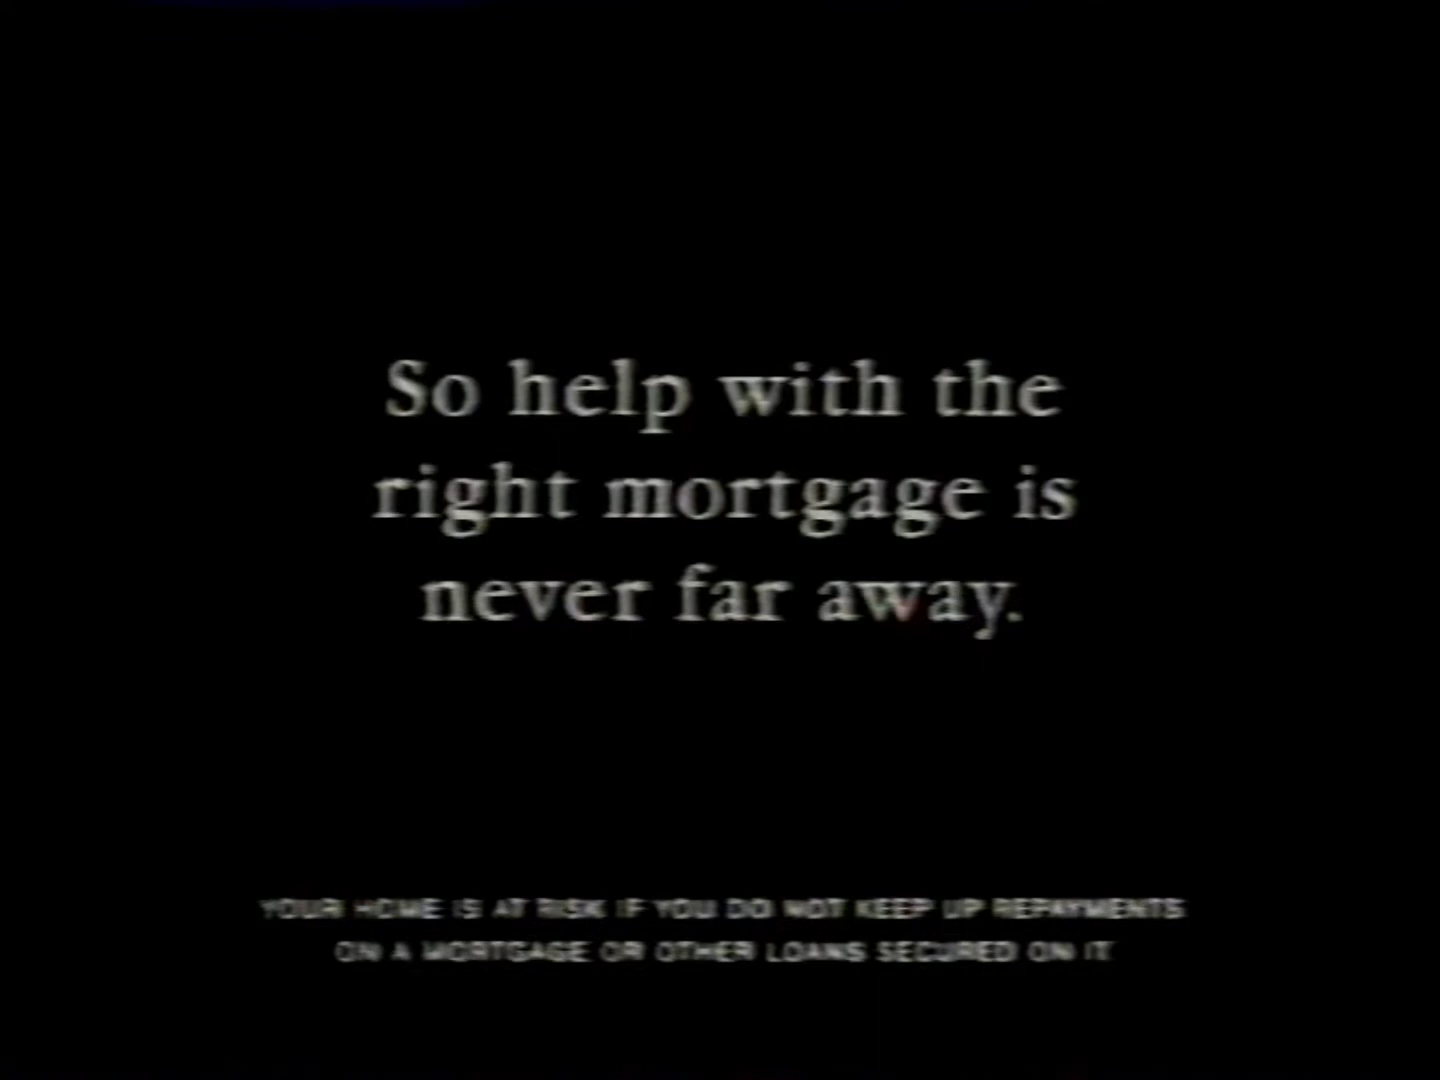 So help with the
right mortgage is
never far away.
YOUR HOME IS AT RISK IF YOU DO NOT KEEP UP REPAYMENTS
ON A MORTGAGE OR OTHER LOANS SECURED ON IT